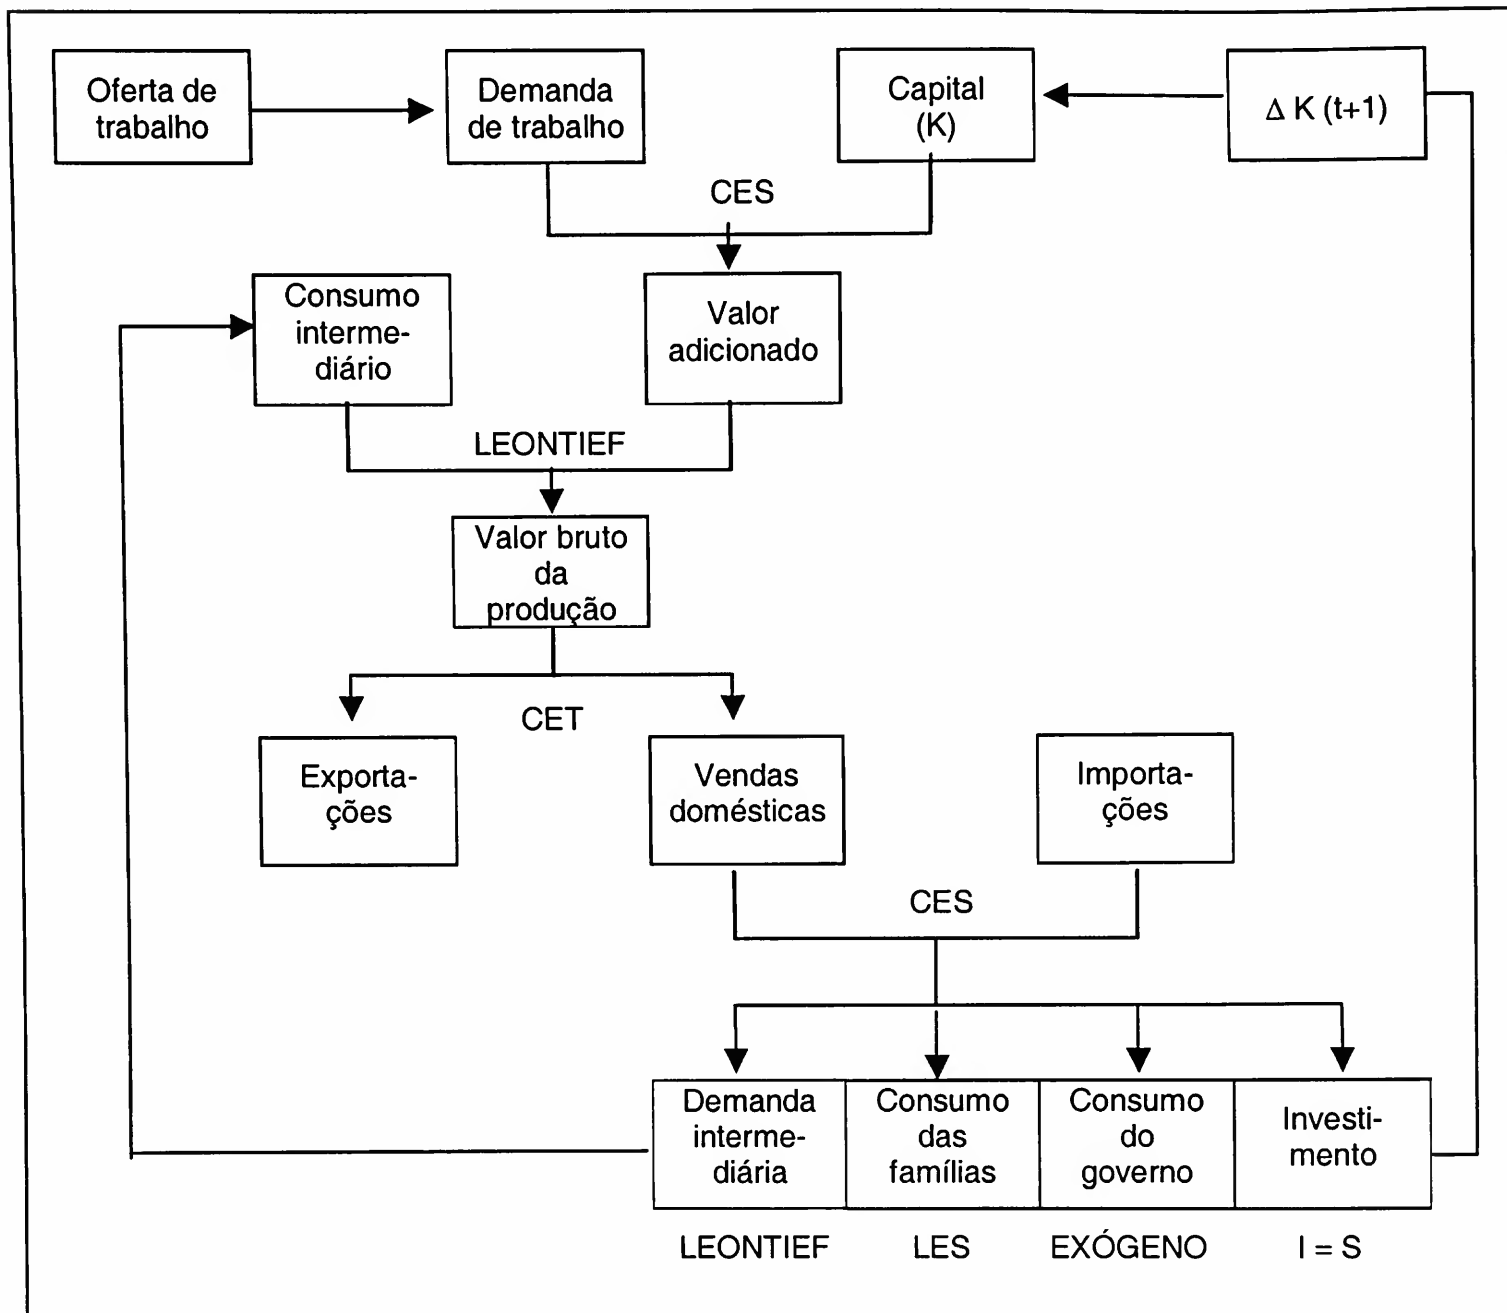 Oferta de
trabalho
Demanda
de trabalho
Capital
(K)
Δ K (t+1)
CES
Consumo
interme-
diário
Valor
adicionado
LEONTIEF
Valor bruto
da
produção
CET
Exporta-
ções
Vendas
domésticas
Importa-
ções
CES
Demanda
interme-
diária
Consumo
das
famílias
Consumo
do
governo
Investi-
mento
LEONTIEF
LES
EXÓGENO
I = S